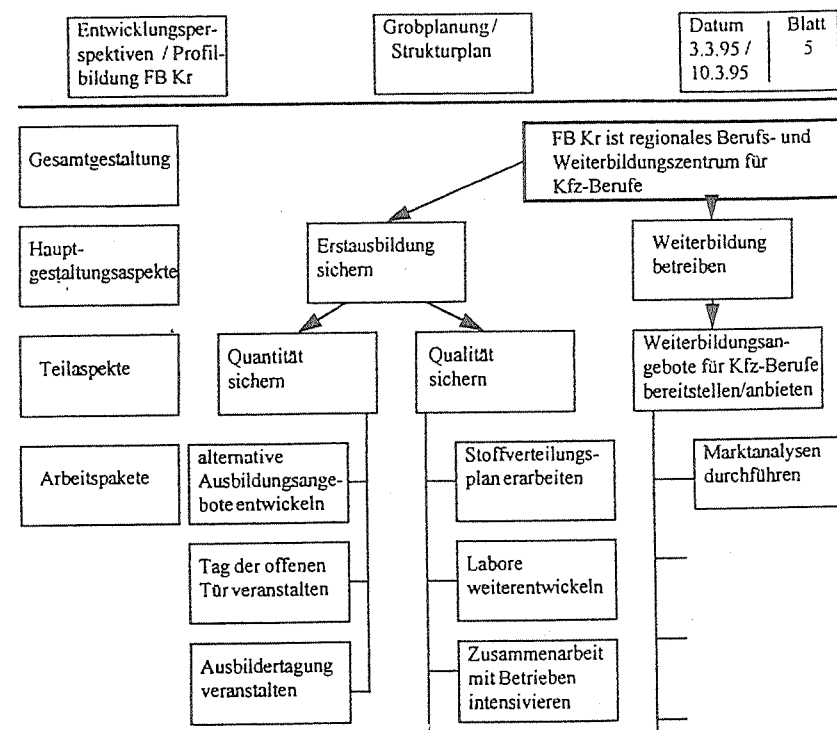 Entwicklungsper-
spektiven / Profil-
bildung FB Kr
Grobplanung /
Strukturplan
Datum
3.3.95 /
10.3.95
Blatt
5
Gesamtgestaltung
FB Kr ist regionales Berufs- und
Weiterbildungszentrum für
Kfz-Berufe
Haupt-
gestaltungsaspekte
Erstausbildung
sichern
Weiterbildung
betreiben
Teilaspekte
Quantität
sichern
Qualität
sichern
Weiterbildungsan-
gebote für Kfz-Berufe
bereitstellen/anbieten
Arbeitspakete
alternative
Ausbildungsange-
bote entwickeln
Stoffverteilungs-
plan erarbeiten
Marktanalysen
durchführen
Tag der offenen
Tür veranstalten
Labore
weiterentwickeln
Ausbildertagung
veranstalten
Zusammenarbeit
mit Betrieben
intensivieren